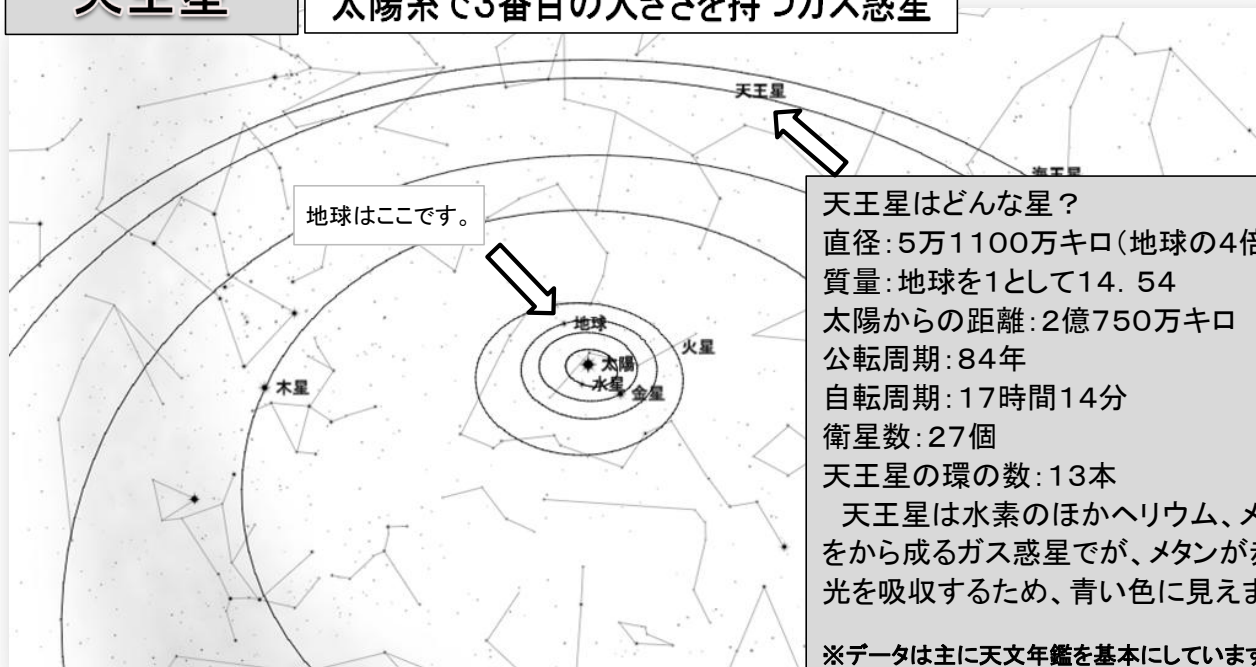 天王星
太陽系で3番目の大きさを持つガス惑星
天王星
海王星
地球はここです。
地球
太陽
火星
水星
金星
木星
天王星はどんな星？
直径：５万１１００万キロ（地球の４倍
質量：地球を１として１４．５４
太陽からの距離：２億７５０万キロ
公転周期：８４年
自転周期：１７時間１４分
衛星数：２７個
天王星の環の数：１３本
天王星は水素のほかヘリウム、メ
をから成るガス惑星でが、メタンが
光を吸収するため、青い色に見えま
※データは主に天文年鑑を基本にしています